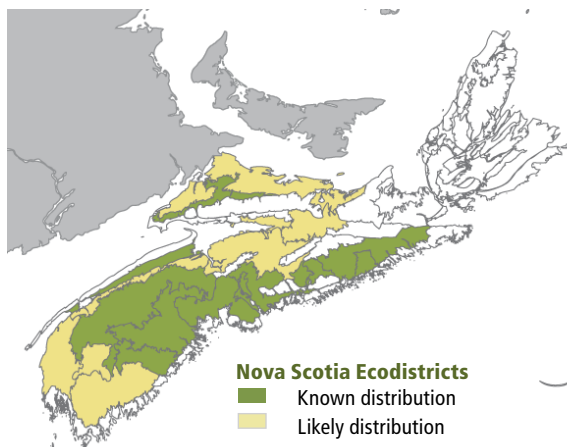 Nova Scotia Ecodistricts
Known distribution
Likely distribution